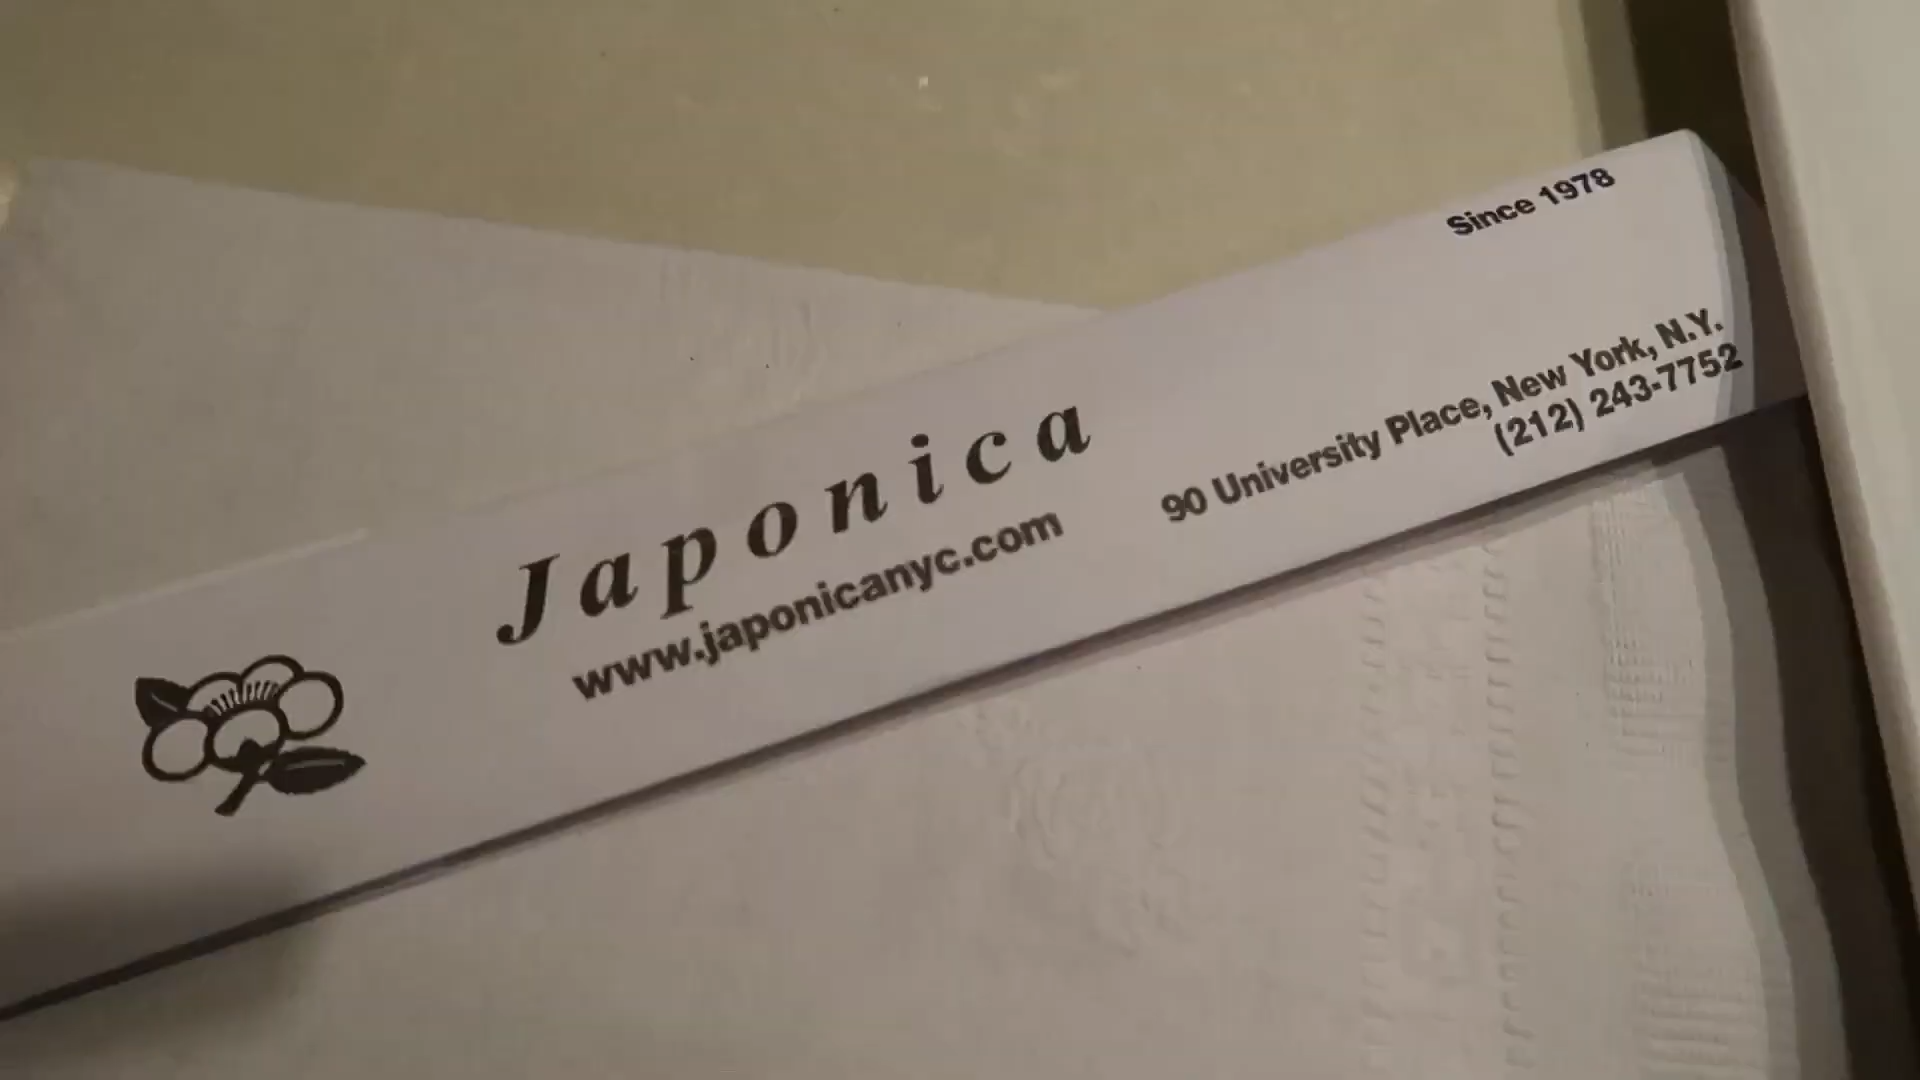 Since 1978
Japonica
www.japonicanyc.com
90 University Place, New York, N.Y.
(212) 243-7752